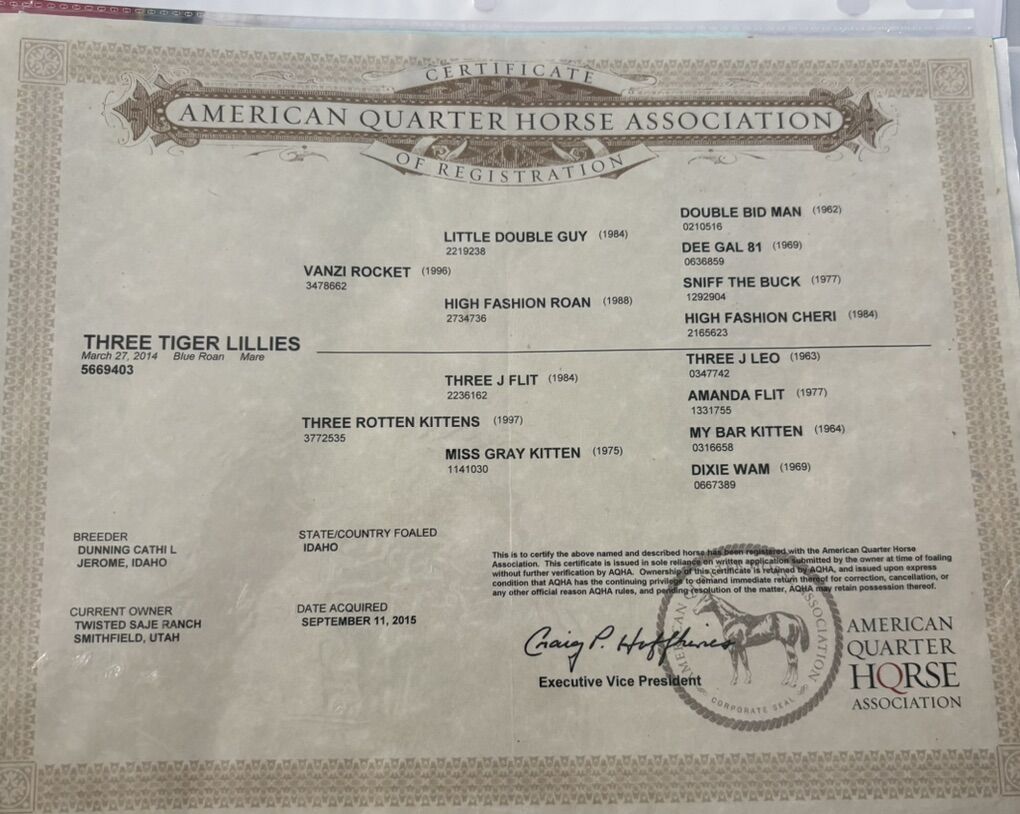 CERTIFICATE
AMERICAN QUARTER HORSE ASSOCIATION
OF REGISTRATION
DOUBLE BID MAN (1962)
0210516
LITTLE DOUBLE GUY (1984)
2219238
DEE GAL 81 (1969)
0636859
VANZI ROCKET (1996)
3478662
SNIFF THE BUCK (1977)
1292904
HIGH FASHION ROAN (1988)
2734736
HIGH FASHION CHERI (1984)
2165623
THREE TIGER LILLIES
March 27, 2014 Blue Roan Mare
5669403
THREE J LEO (1963)
0347742
THREE J FLIT (1984)
2236162
AMANDA FLIT (1977)
1331755
THREE ROTTEN KITTENS (1997)
3772535
MY BAR KITTEN (1964)
0316658
MISS GRAY KITTEN (1975)
1141030
DIXIE WAM (1969)
0667389
BREEDER
DUNNING CATHI L
JEROME, IDAHO
STATE/COUNTRY FOALED
IDAHO
CURRENT OWNER
TWISTED SAJE RANCH
SMITHFIELD, UTAH
DATE ACQUIRED
SEPTEMBER 11, 2015
This is to certify the above named and described horse has been registered with the American Quarter Horse
Association. This certificate is issued in sole reliance on written application submitted by the owner at time of foaling
without further verification by AQHA. Ownership of this certificate is retained by AQHA, and issued upon express
condition that AQHA has the continuing privilege to demand immediate return thereof for correction, cancellation, or
any other official reason AQHA rules, and pending resolution of the matter, AQHA may retain possession thereof.
Craig P. Huffhines
Executive Vice President
AMERICAN ASSOCIATION
CORPORATE SEAL
AMERICAN
QUARTER
HORSE
ASSOCIATION